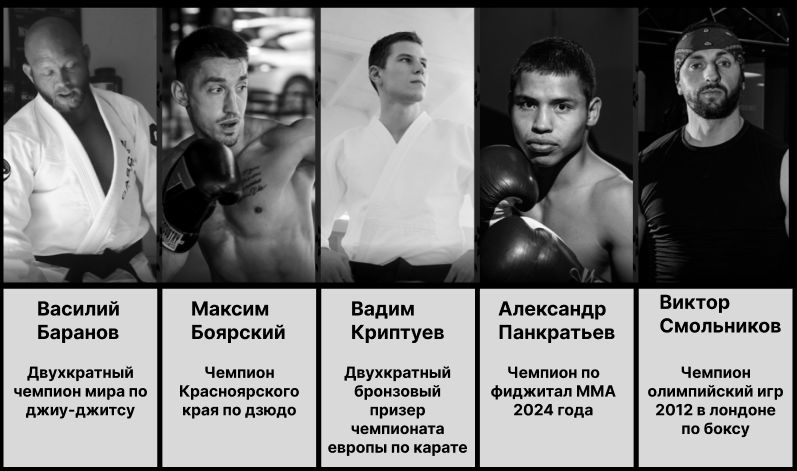 Василий
Баранов
Двухкратный
чемпион мира по
джиу-джитсу
Максим
Боярский
Чемпион
Красноярского
края по дзюдо
Вадим
Криптуев
Двухкратный
бронзовый
призер
чемпионата
европы по карате
Александр
Панкратьев
Чемпион по
фиджитал ММА
2024 года
Виктор
Смольников
Чемпион
олимпийский игр
2012 в лондоне
по боксу